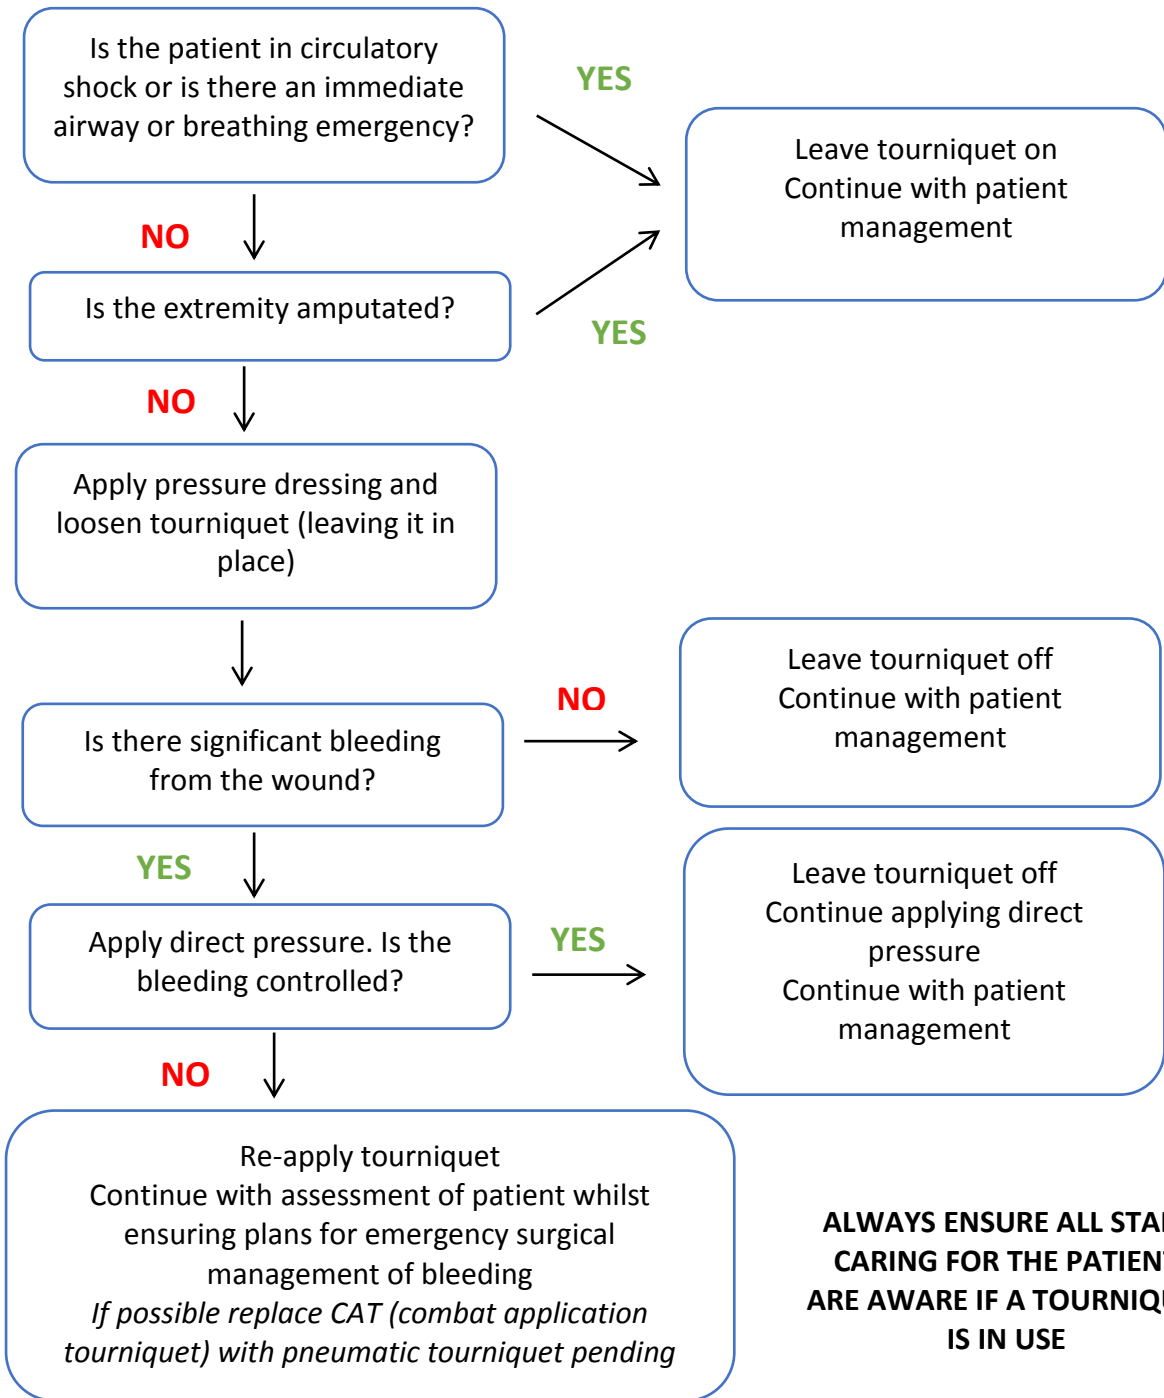 Is the patient in circulatory
shock or is there an immediate
airway or breathing emergency?
YES
Leave tourniquet on
Continue with patient
management
NO
Is the extremity amputated?
YES
NO
Apply pressure dressing and
loosen tourniquet (leaving it in
place)
Is there significant bleeding
from the wound?
NO
Leave tourniquet off
Continue with patient
management
YES
Apply direct pressure. Is the
bleeding controlled?
YES
Leave tourniquet off
Continue applying direct
pressure
Continue with patient
management
NO
Re-apply tourniquet
Continue with assessment of patient whilst
ensuring plans for emergency surgical
management of bleeding
If possible replace CAT (combat application
tourniquet) with pneumatic tourniquet pending
ALWAYS ENSURE ALL
CARING FOR THE PATIENT
ARE AWARE IF A
IS IN USE